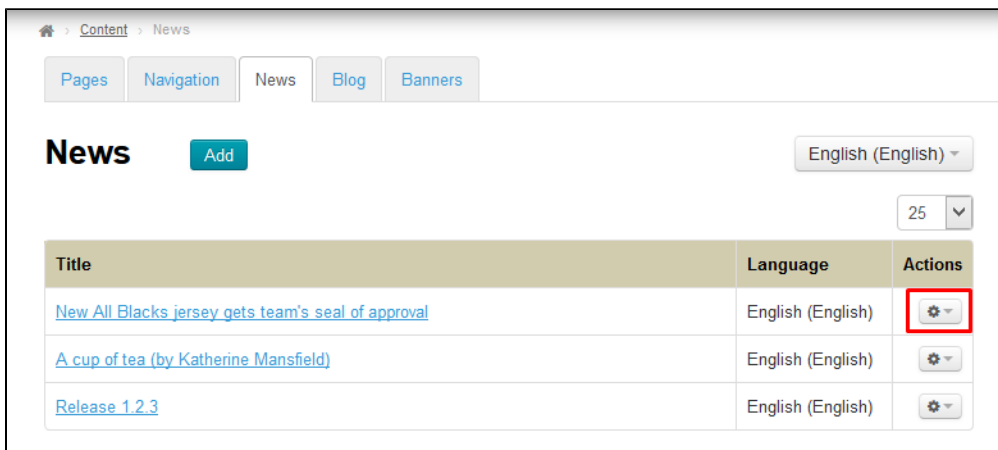 Content › News
Pages Navigation News Blog Banners
News Add English (English)
25
Title Language Actions
New All Blacks jersey gets team's seal of approval English (English)
A cup of tea (by Katherine Mansfield) English (English)
Release 1.2.3 English (English)